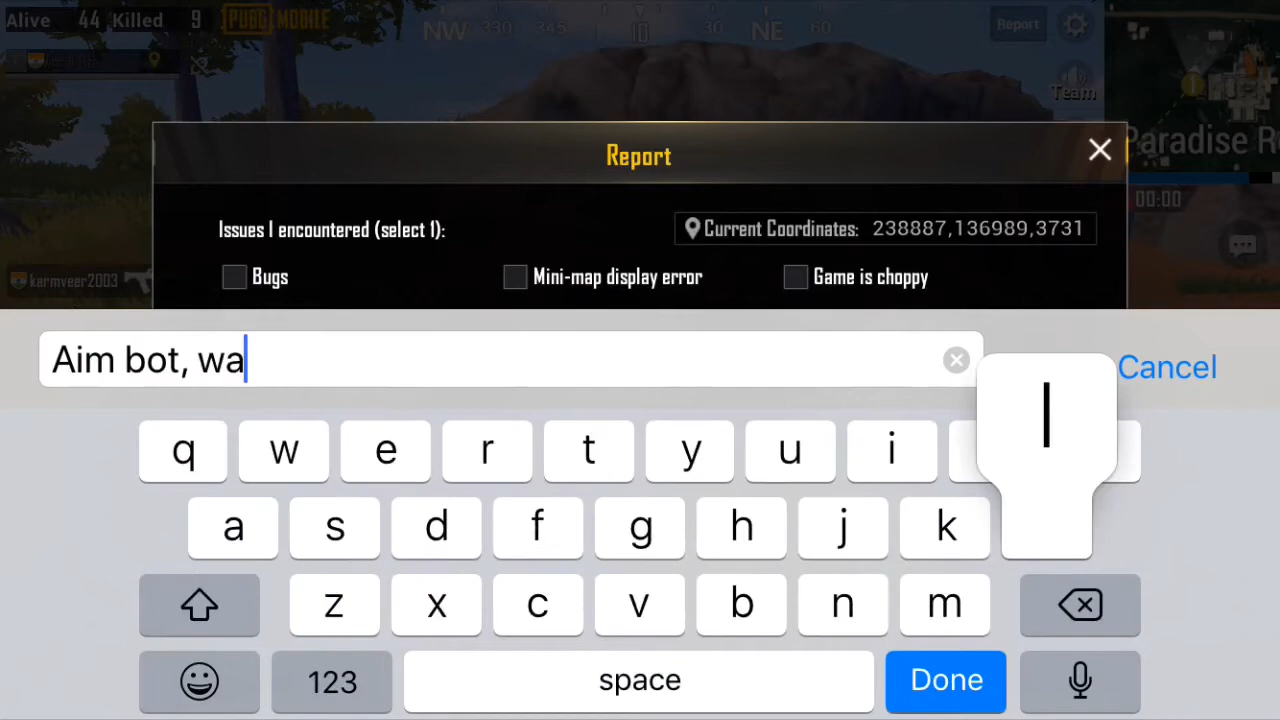 Alive 44 Killed 9 PUBG MOBILE
NW 330 345 10 30 NE 60
Report
Team
Paradise R
00:00
karmveer2003
Report
Issues I encountered (select 1):
Current Coordinates: 238887,136989,3731
Bugs
Mini-map display error
Game is choppy
Aim bot, wa
Cancel
l
q w e r t y u i
a s d f g h j k
z x c v b n m
123 space Done